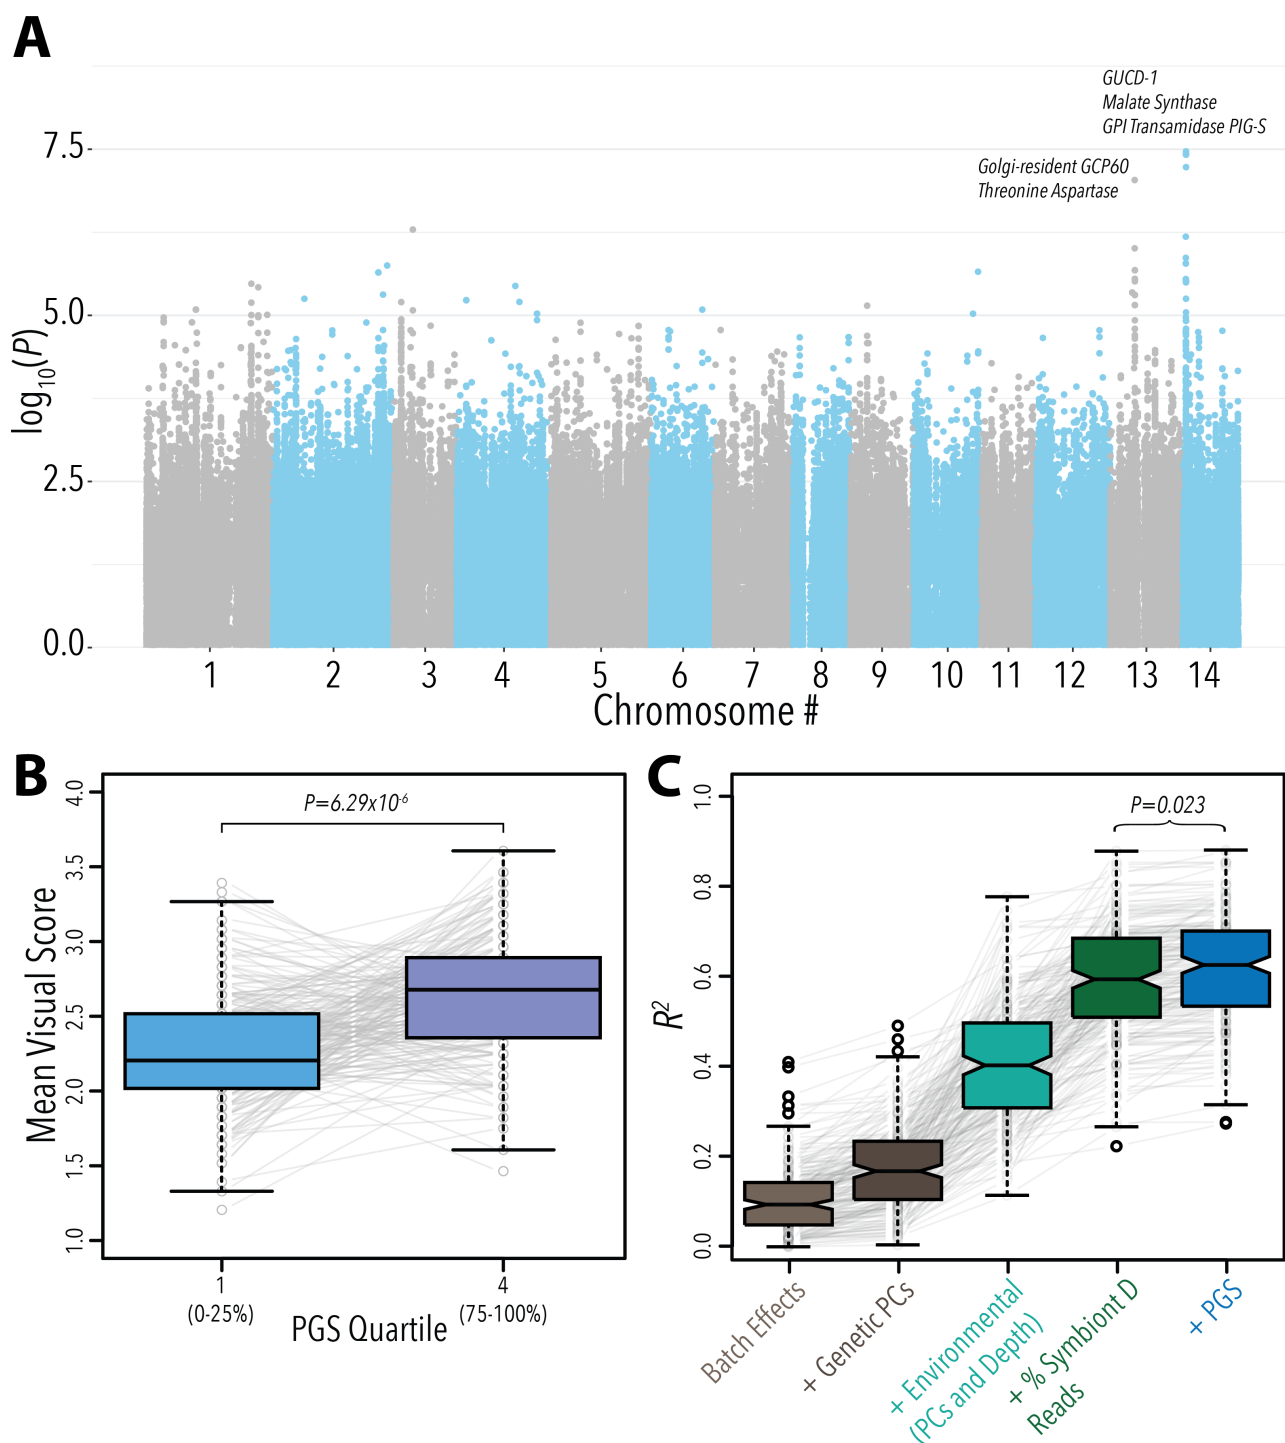 A
GUCD-1
Malate Synthase
GPI Transamidase PIG-S
Golgi-resident GCP60
Threonine Aspartase
7.5
5.0
2.5
0.0
log10(P)
1 2 3 4 5 6 7 8 9 10 11 12 13 14
Chromosome #
B
P=6.29x10-6
4.0
3.5
3.0
2.5
2.0
1.5
1.0
Mean Visual Score
1 4
(0-25%) (75-100%)
PGS Quartile
C
P=0.023
1.0
0.8
0.6
0.4
0.2
0.0
R2
Batch Effects
+ Genetic PCs
+ Environmental
(PCs and Depth)
+ % Symbiont D
Reads
+ PGS